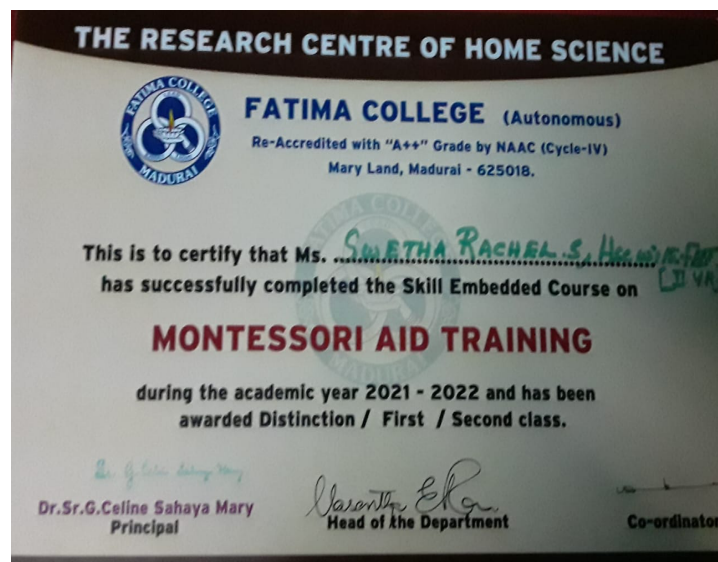 THE RESEARCH CENTRE OF HOME SCIENCE
FATIMA COLLEGE
MADURAI
FATIMA COLLEGE (Autonomous)
Re-Accredited with "A++" Grade by NAAC (Cycle-IV)
Mary Land, Madurai - 625018.
This is to certify that Ms. SWETHA RACHEL.S,
has successfully completed the Skill Embedded Course on
MONTESSORI AID TRAINING
during the academic year 2021 - 2022 and has been
awarded Distinction / First / Second class.
Dr.Sr.G.Celine Sahaya Mary
Principal
Head of the Department
Co-ordinator